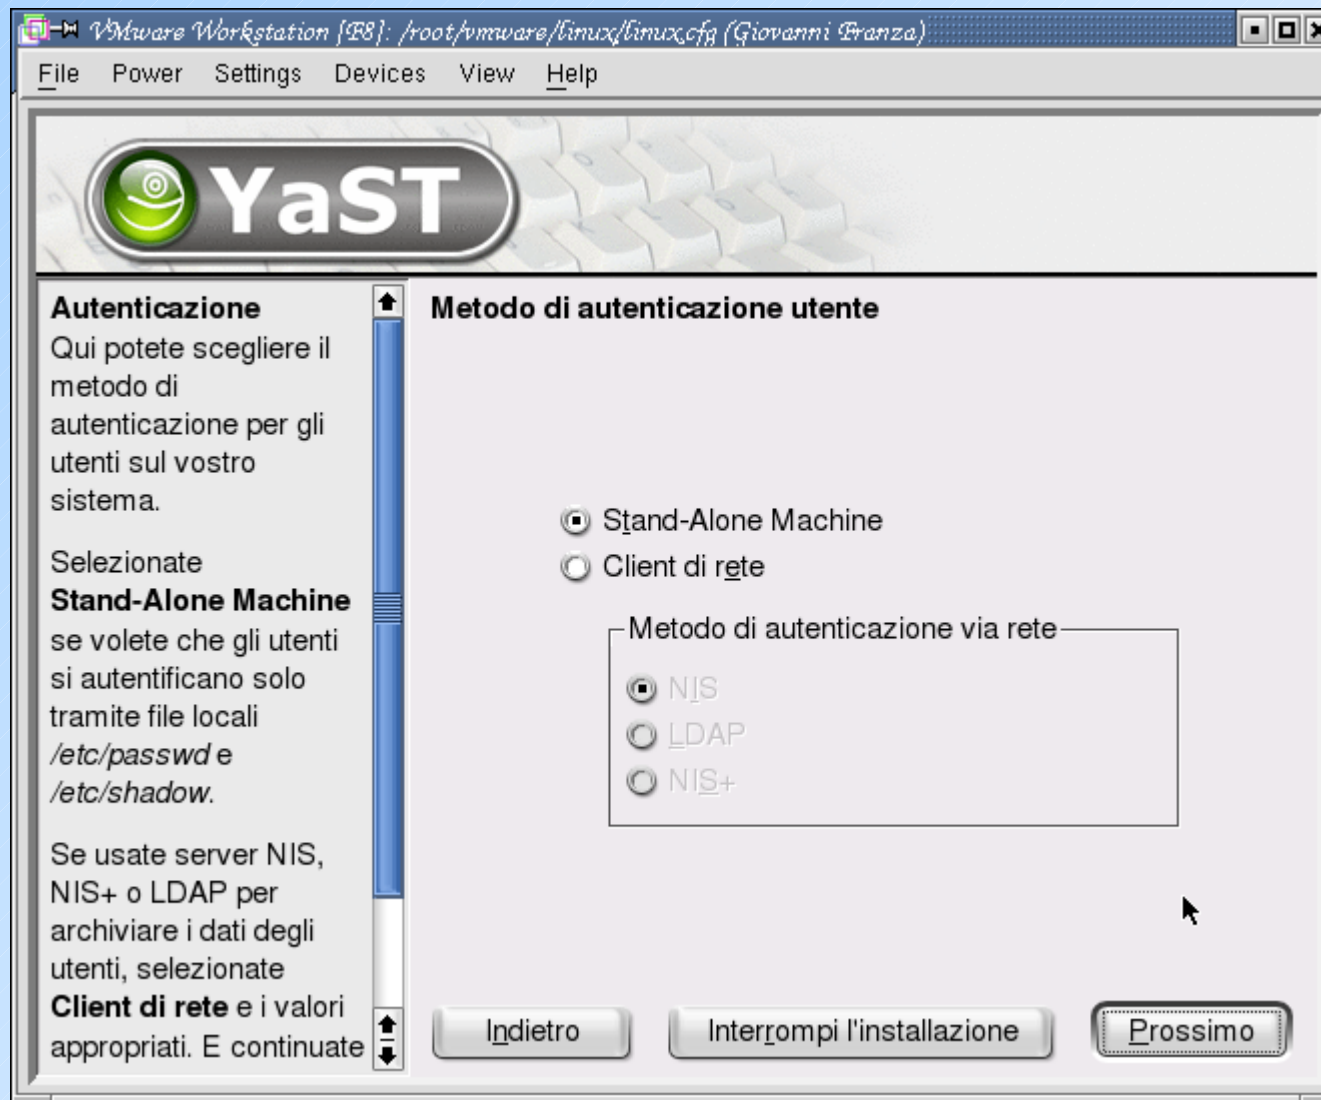 VMware Workstation [F8]: /root/vmware/linux/linux.cfg (Giovanni Franza)
File Power Settings Devices View Help
YaST
Autenticazione
Qui potete scegliere il
metodo di
autenticazione per gli
utenti sul vostro
sistema.
Selezionate
Stand-Alone Machine
se volete che gli utenti
si autentificano solo
tramite file locali
/etc/passwd e
/etc/shadow.
Se usate server NIS,
NIS+ o LDAP per
archiviare i dati degli
utenti, selezionate
Client di rete e i valori
appropriati. E continuate
Metodo di autenticazione utente
Stand-Alone Machine
Client di rete
Metodo di autenticazione via rete
NIS
LDAP
NIS+
Indietro Interrompi l'installazione Prossimo